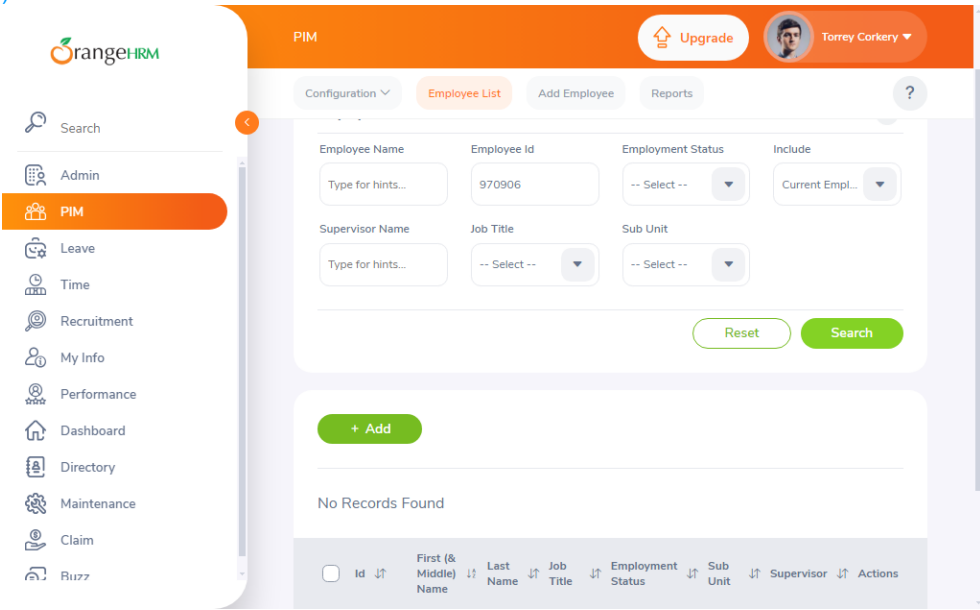 OrangeHRM
Search
Admin
PIM
Leave
Time
Recruitment
My Info
Performance
Dashboard
Directory
Maintenance
Claim
Buzz
PIM
Upgrade
Torrey Corkery
Configuration
Employee List
Add Employee
Reports
?
Employee Name
Employee Id
Employment Status
Include
Type for hints...
970906
-- Select --
Current Empl...
Supervisor Name
Job Title
Sub Unit
Type for hints...
-- Select --
-- Select --
Reset
Search
+ Add
No Records Found
Id
First (& Middle) Name
Last Name
Job Title
Employment Status
Sub Unit
Supervisor
Actions